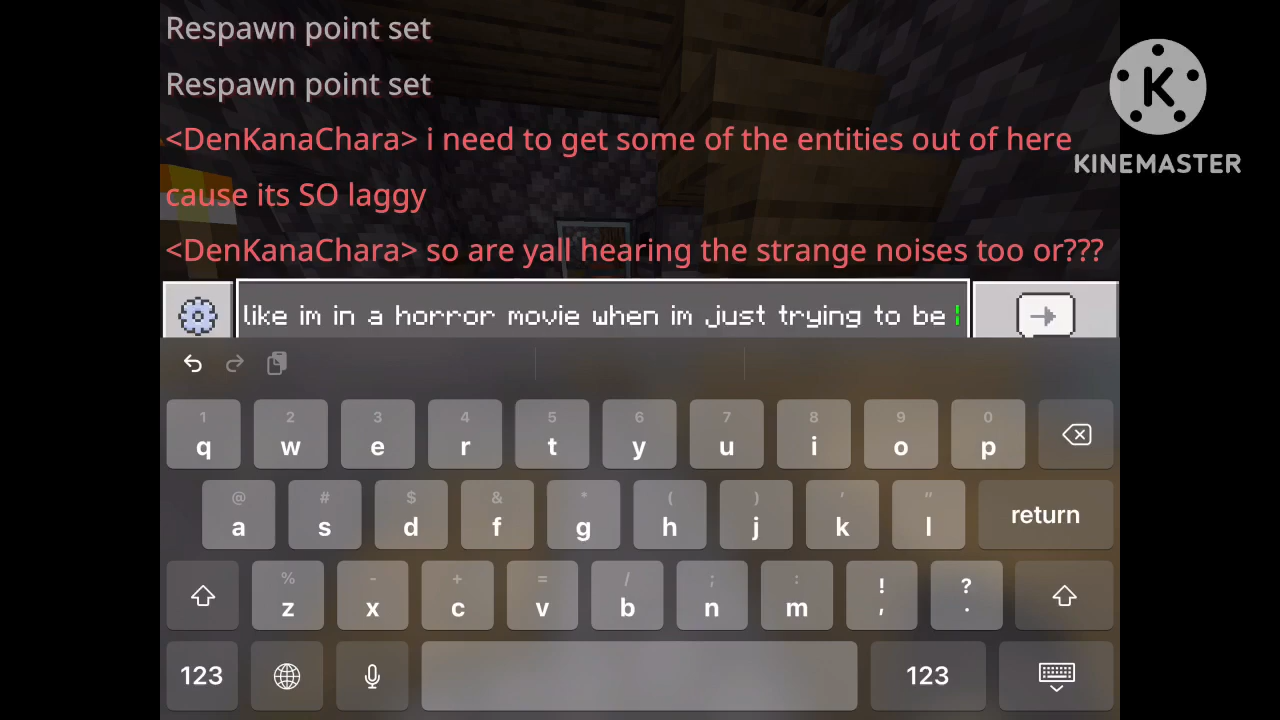 Respawn point set
Respawn point set
<DenKanaChara> i need to get some of the entities out of here
cause its SO laggy
<DenKanaChara> so are yall hearing the strange noises too or???
like im in a horror movie when im just trying to be
K
KINEMASTER
1 2 3 4 5 6 7 8 9 0
q w e r t y u i o p
@ # $ & * ( ) ' "
a s d f g h j k l return
% - + = / ; : ! ?
z x c v b n m , .
123 123